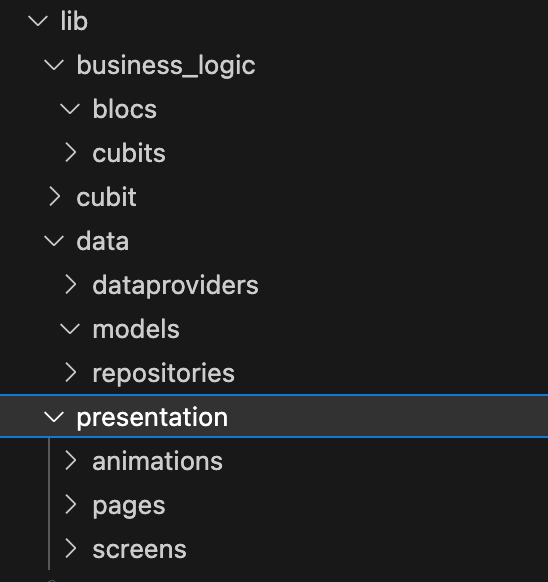 lib
business_logic
blocs
cubits
cubit
data
dataproviders
models
repositories
presentation
animations
pages
screens